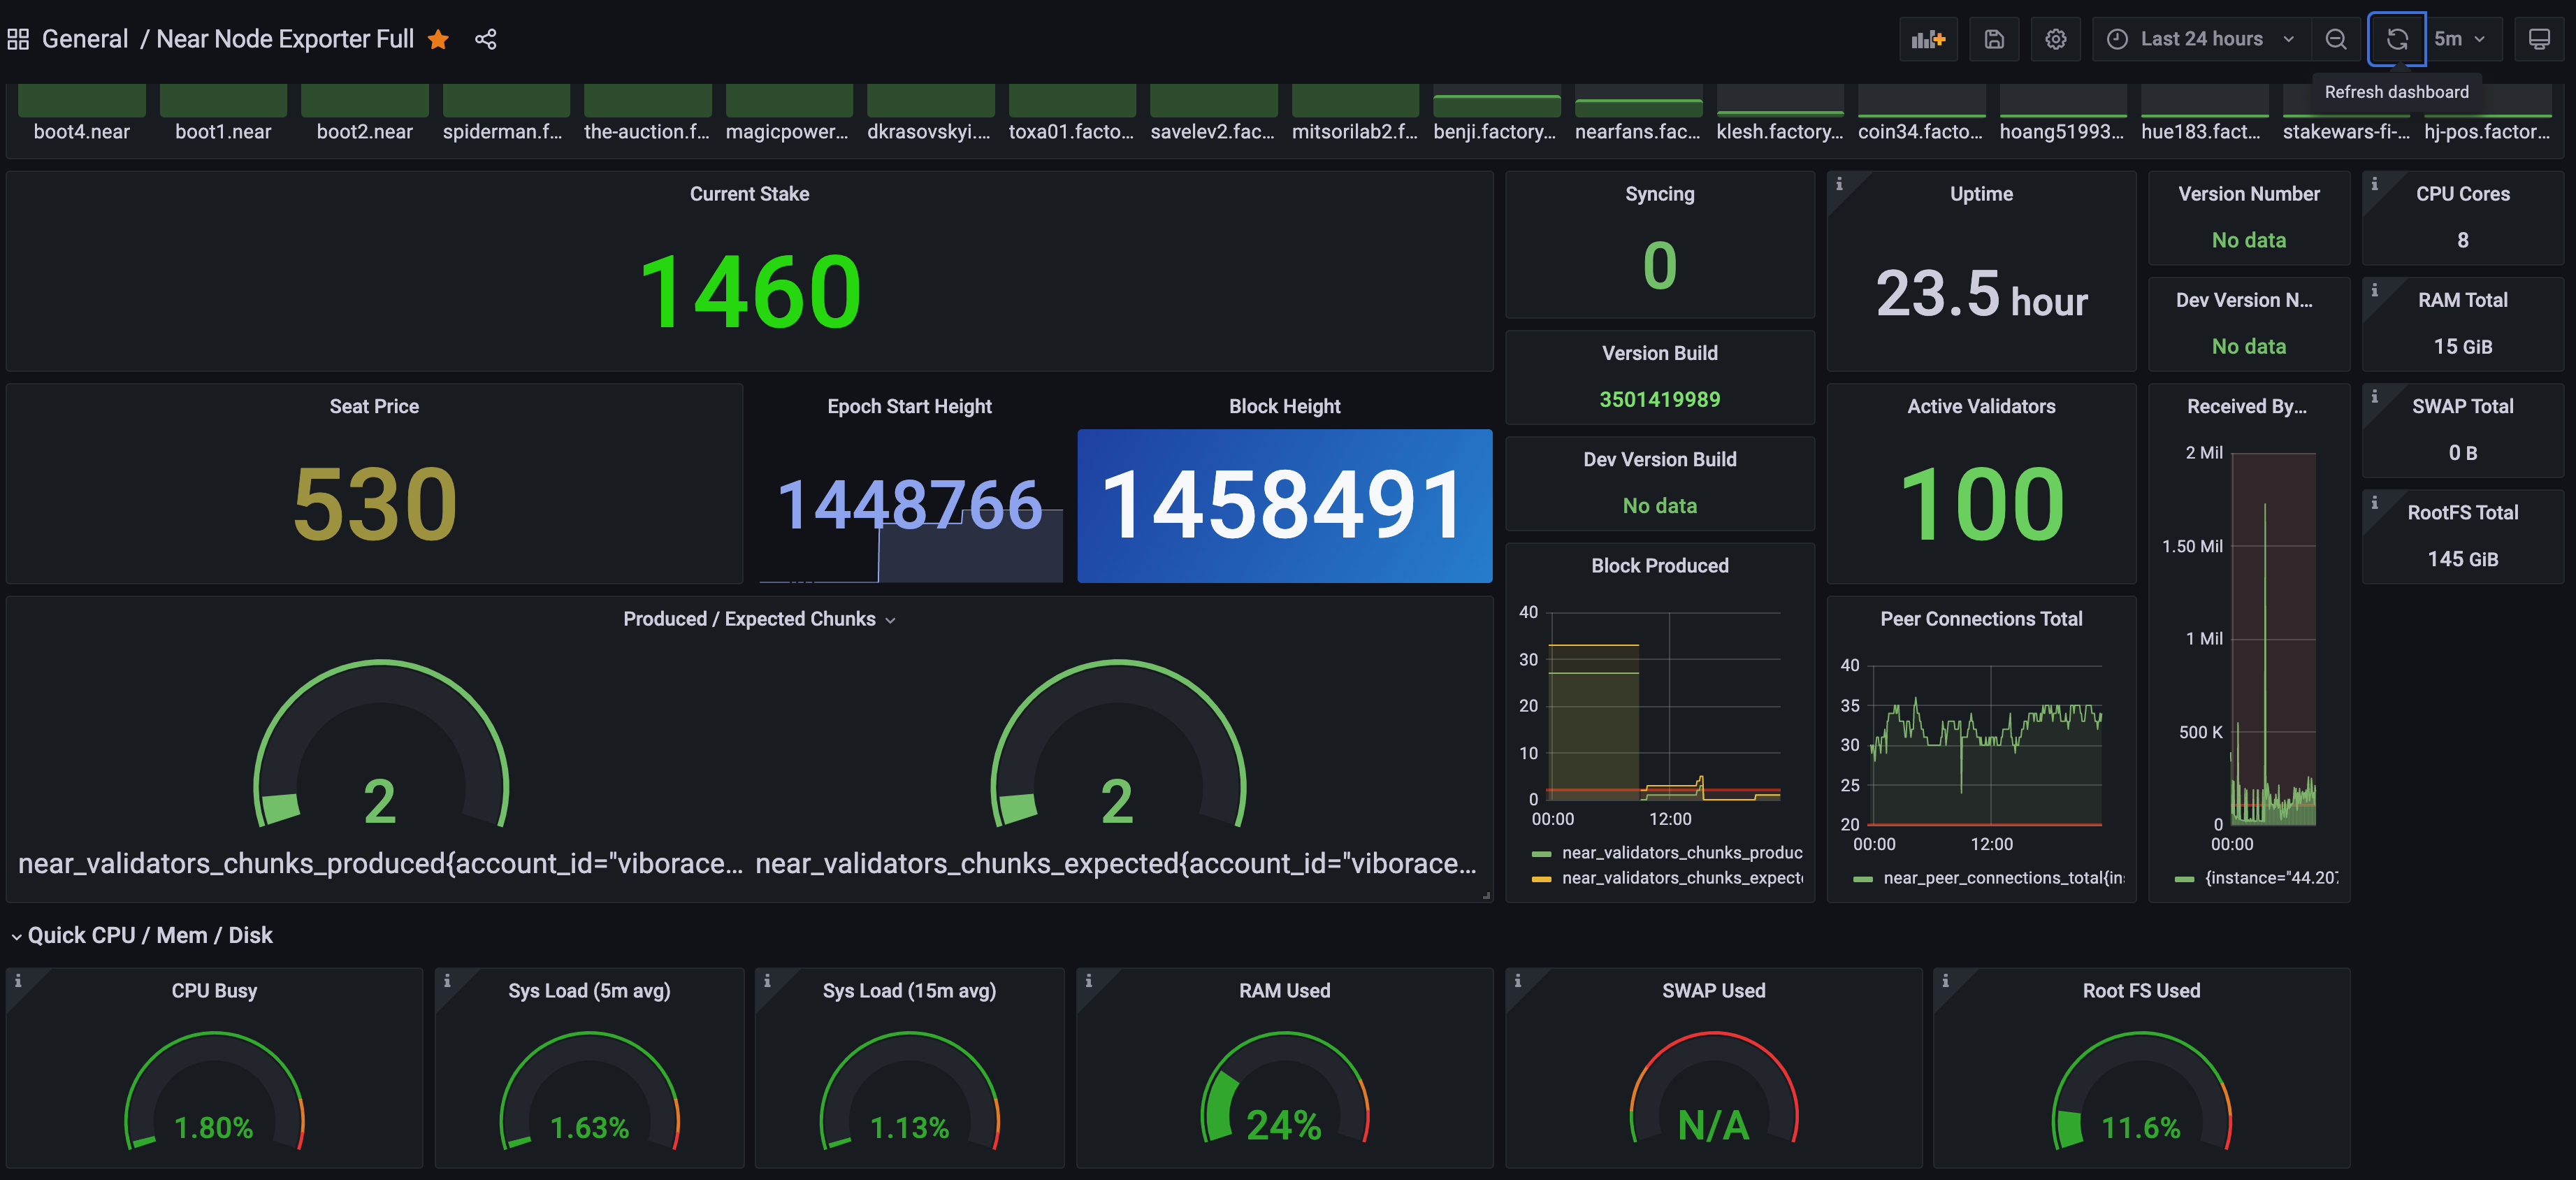 General / Near Node Exporter Full
Last 24 hours
5m
Refresh dashboard
boot4.near
boot1.near
boot2.near
spiderman.f...
the-auction.f...
magicpower...
dkrasovskyi....
toxa01.facto...
savelev2.fac...
mitsorilab2.f...
benji.factory...
nearfans.fac...
klesh.factory...
coin34.facto...
hoang51993...
hue183.fact...
stakewars-fi-...
hj-pos.factor...
Current Stake
1460
Syncing
0
Uptime
23.5 hour
Version Number
No data
CPU Cores
8
Version Build
3501419989
Dev Version N...
No data
RAM Total
15 GiB
Seat Price
530
Epoch Start Height
1448766
Block Height
1458491
Dev Version Build
No data
Active Validators
100
Received By...
2 Mil
1.50 Mil
1 Mil
500 K
0
00:00
{instance="44.207
SWAP Total
0 B
RootFS Total
145 GiB
Produced / Expected Chunks
2
near_validators_chunks_produced{account_id="viborace...
2
near_validators_chunks_expected{account_id="viborace...
Block Produced
40
30
20
10
0
00:00
12:00
near_validators_chunks_produc
near_validators_chunks_expect
Peer Connections Total
40
35
30
25
20
00:00
12:00
near_peer_connections_total{in
Quick CPU / Mem / Disk
CPU Busy
1.80%
Sys Load (5m avg)
1.63%
Sys Load (15m avg)
1.13%
RAM Used
24%
SWAP Used
N/A
Root FS Used
11.6%